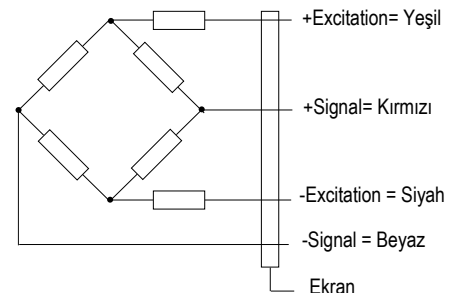 +Excitation= Yeşil
+Signal= Kırmızı
-Excitation = Siyah
-Signal = Beyaz
Ekran